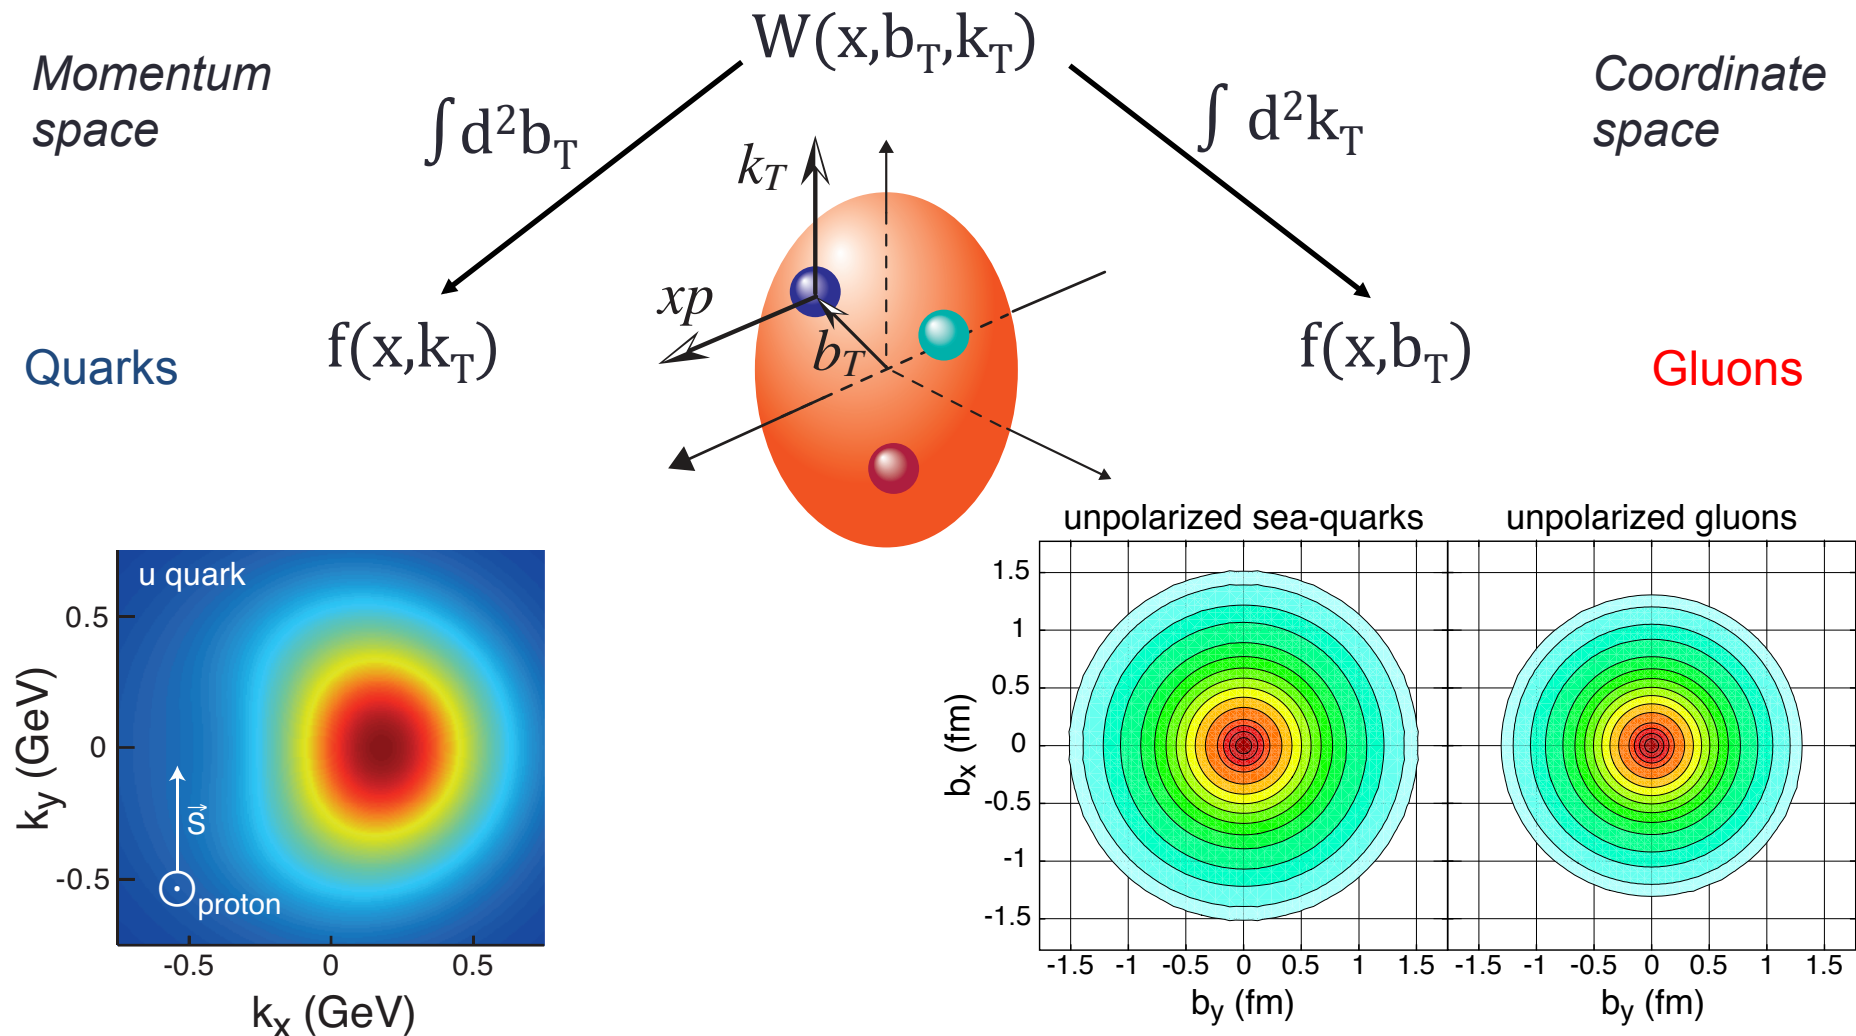 W(x,b_T,k_T)
Momentum
space
∫d²b_T
∫ d²k_T
Coordinate
space
k_T
xp
b_T
Quarks
f(x,k_T)
f(x,b_T)
Gluons
u quark
0.5
0
-0.5
k_y (GeV)
S⃗
proton
-0.5 0 0.5
k_x (GeV)
unpolarized sea-quarks
unpolarized gluons
1.5
1
0.5
0
-0.5
-1
-1.5
b_x (fm)
-1.5 -1 -0.5 0 0.5 1 1.5
-1.5 -1 -0.5 0 0.5 1 1.5
b_y (fm)
b_y (fm)